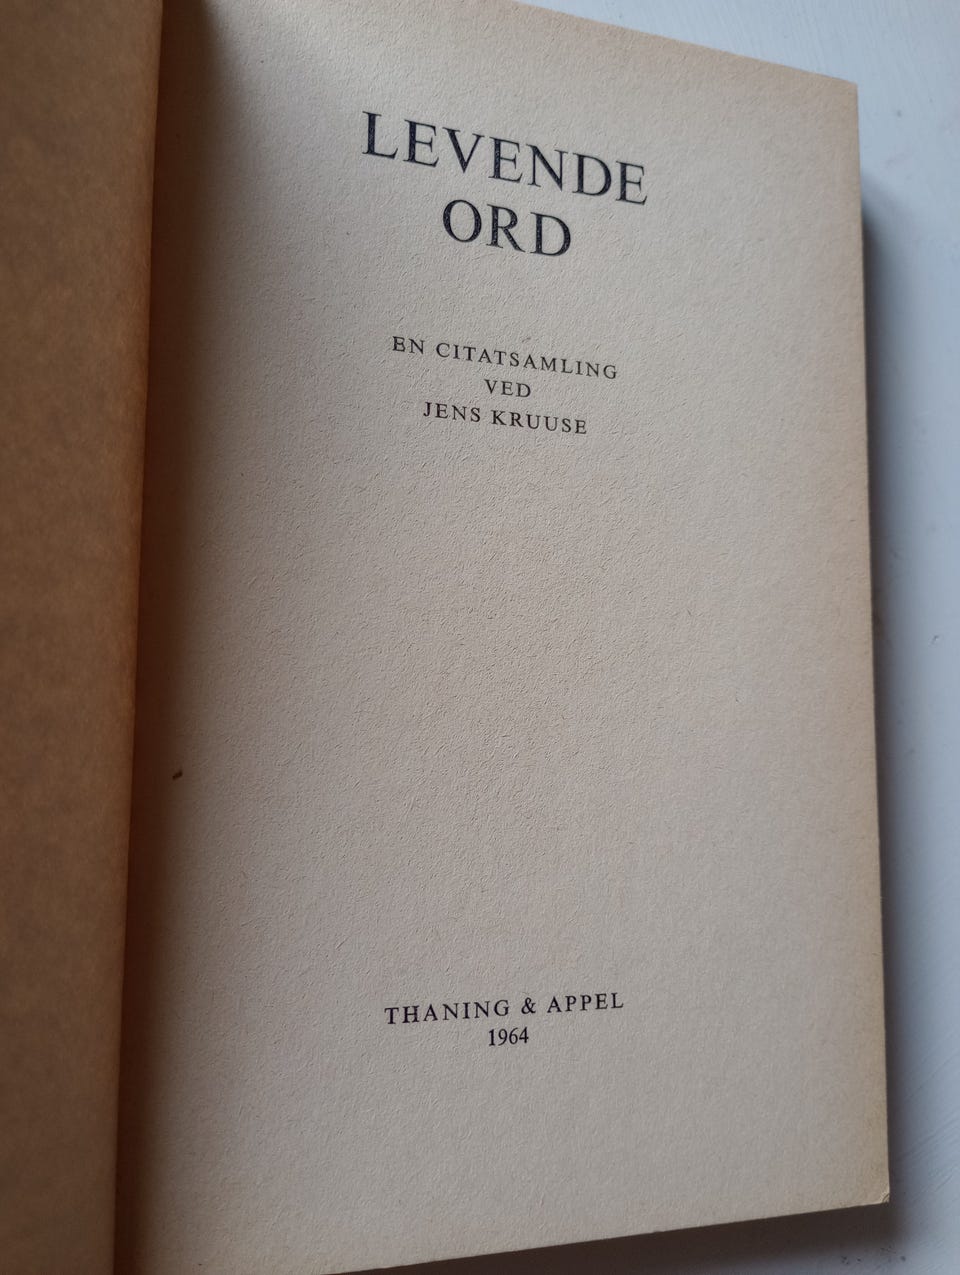 LEVENDE
ORD
EN CITATSAMLING
VED
JENS KRUUSE
THANING & APPEL
1964